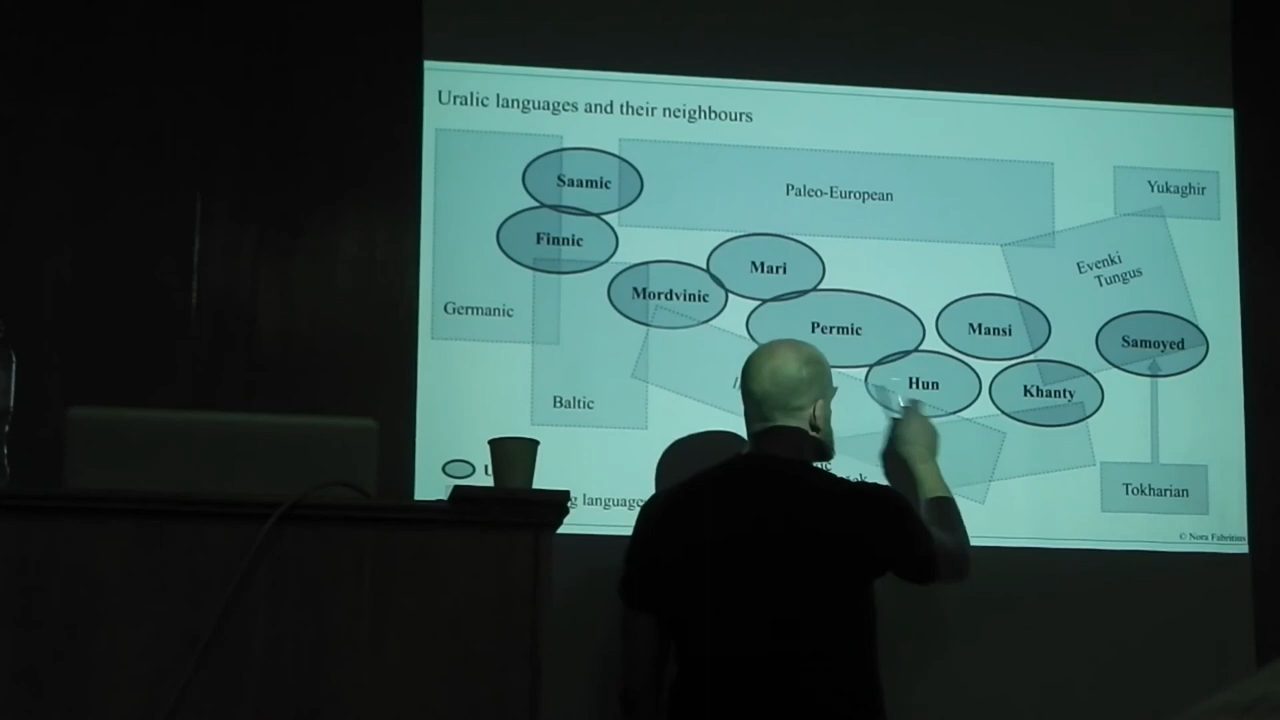 Uralic languages and their neighbours
Saamic
Paleo-European
Yukaghir
Finnic
Mari
Evenki
Tungus
Mordvinic
Germanic
Permic
Mansi
Samoyed
Hun
Khanty
Baltic
Tokharian
g language
© Nora Fabritius